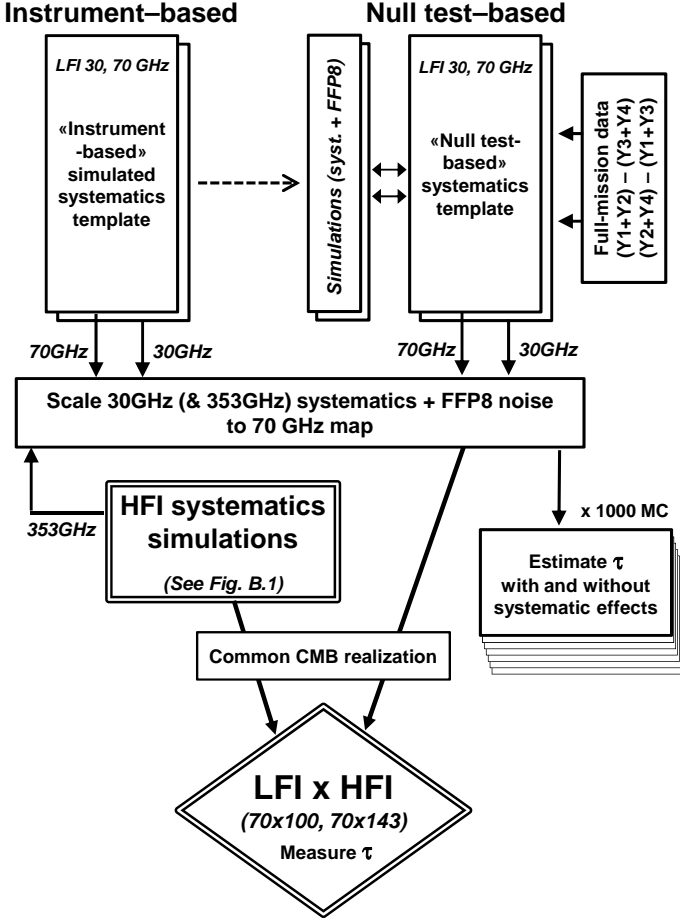 Instrument–based
Null test–based
LFI 30, 70 GHz
«Instrument
-based»
simulated
systematics
template
Simulations (syst. + FFP8)
LFI 30, 70 GHz
«Null test-
based»
systematics
template
Full-mission data
(Y1+Y2) – (Y3+Y4)
(Y2+Y4) – (Y1+Y3)
70GHz
30GHz
70GHz
30GHz
Scale 30GHz (& 353GHz) systematics + FFP8 noise
to 70 GHz map
353GHz
HFI systematics
simulations
(See Fig. B.1)
x 1000 MC
Estimate τ
with and without
systematic effects
Common CMB realization
LFI x HFI
(70x100, 70x143)
Measure τ